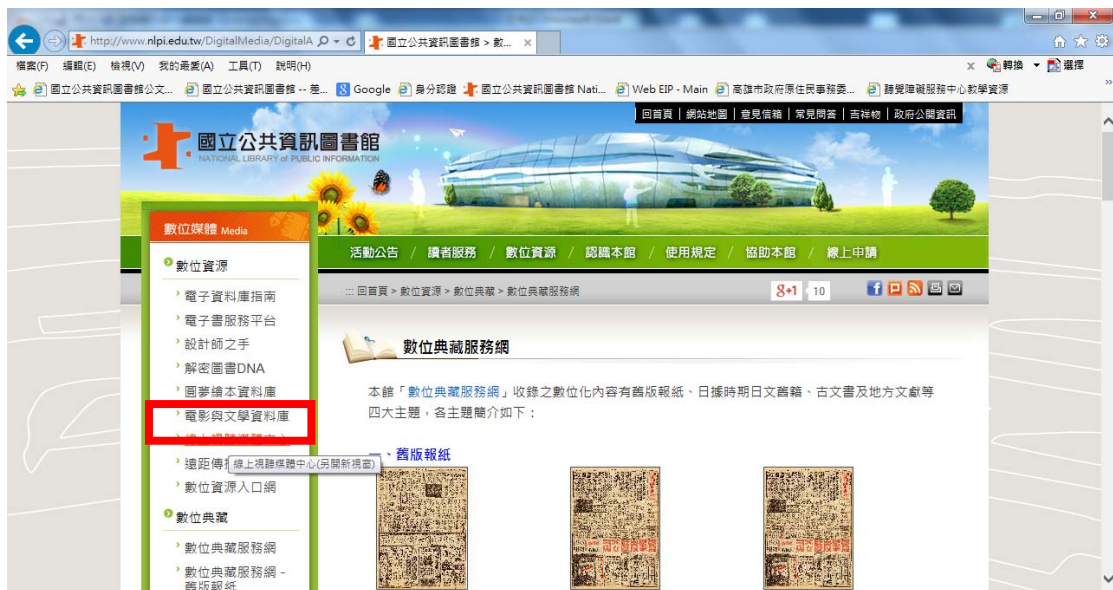 http://www.nlpi.edu.tw/DigitalMedia/DigitalA
國立公共資訊圖書館 > 數...
檔案(F) 編輯(E) 檢視(V) 我的最愛(A) 工具(T) 說明(H)
轉換 選擇
國立公共資訊圖書館公文... 國立公共資訊圖書館 -- 差... Google 身分認證 國立公共資訊圖書館 Nati... Web EIP - Main 高雄市政府原住民事務委... 聽覺障礙服務中心教學資源
回首頁 | 網站地圖 | 意見信箱 | 常見問答 | 吉祥物 | 政府公開資訊
國立公共資訊圖書館
NATIONAL LIBRARY of PUBLIC INFORMATION
數位媒體 Media
活動公告 / 讀者服務 / 數位資源 / 認識本館 / 使用規定 / 協助本館 / 線上申請
數位資源
::: 回首頁 > 數位資源 > 數位典藏 > 數位典藏服務網
g+1 10
電子資料庫指南
電子書服務平台
設計師之手
解密圖書DNA
圓夢繪本資料庫
電影與文學資料庫
線上視聽媒體中心
線上視聽媒體中心(另開新視窗)
數位資源入口網
數位典藏
數位典藏服務網
數位典藏服務網 -
舊版報紙
數位典藏服務網
本館「數位典藏服務網」收錄之數位化內容有舊版報紙、日據時期日文舊籍、古文書及地方文獻等
四大主題，各主題簡介如下：
一、舊版報紙